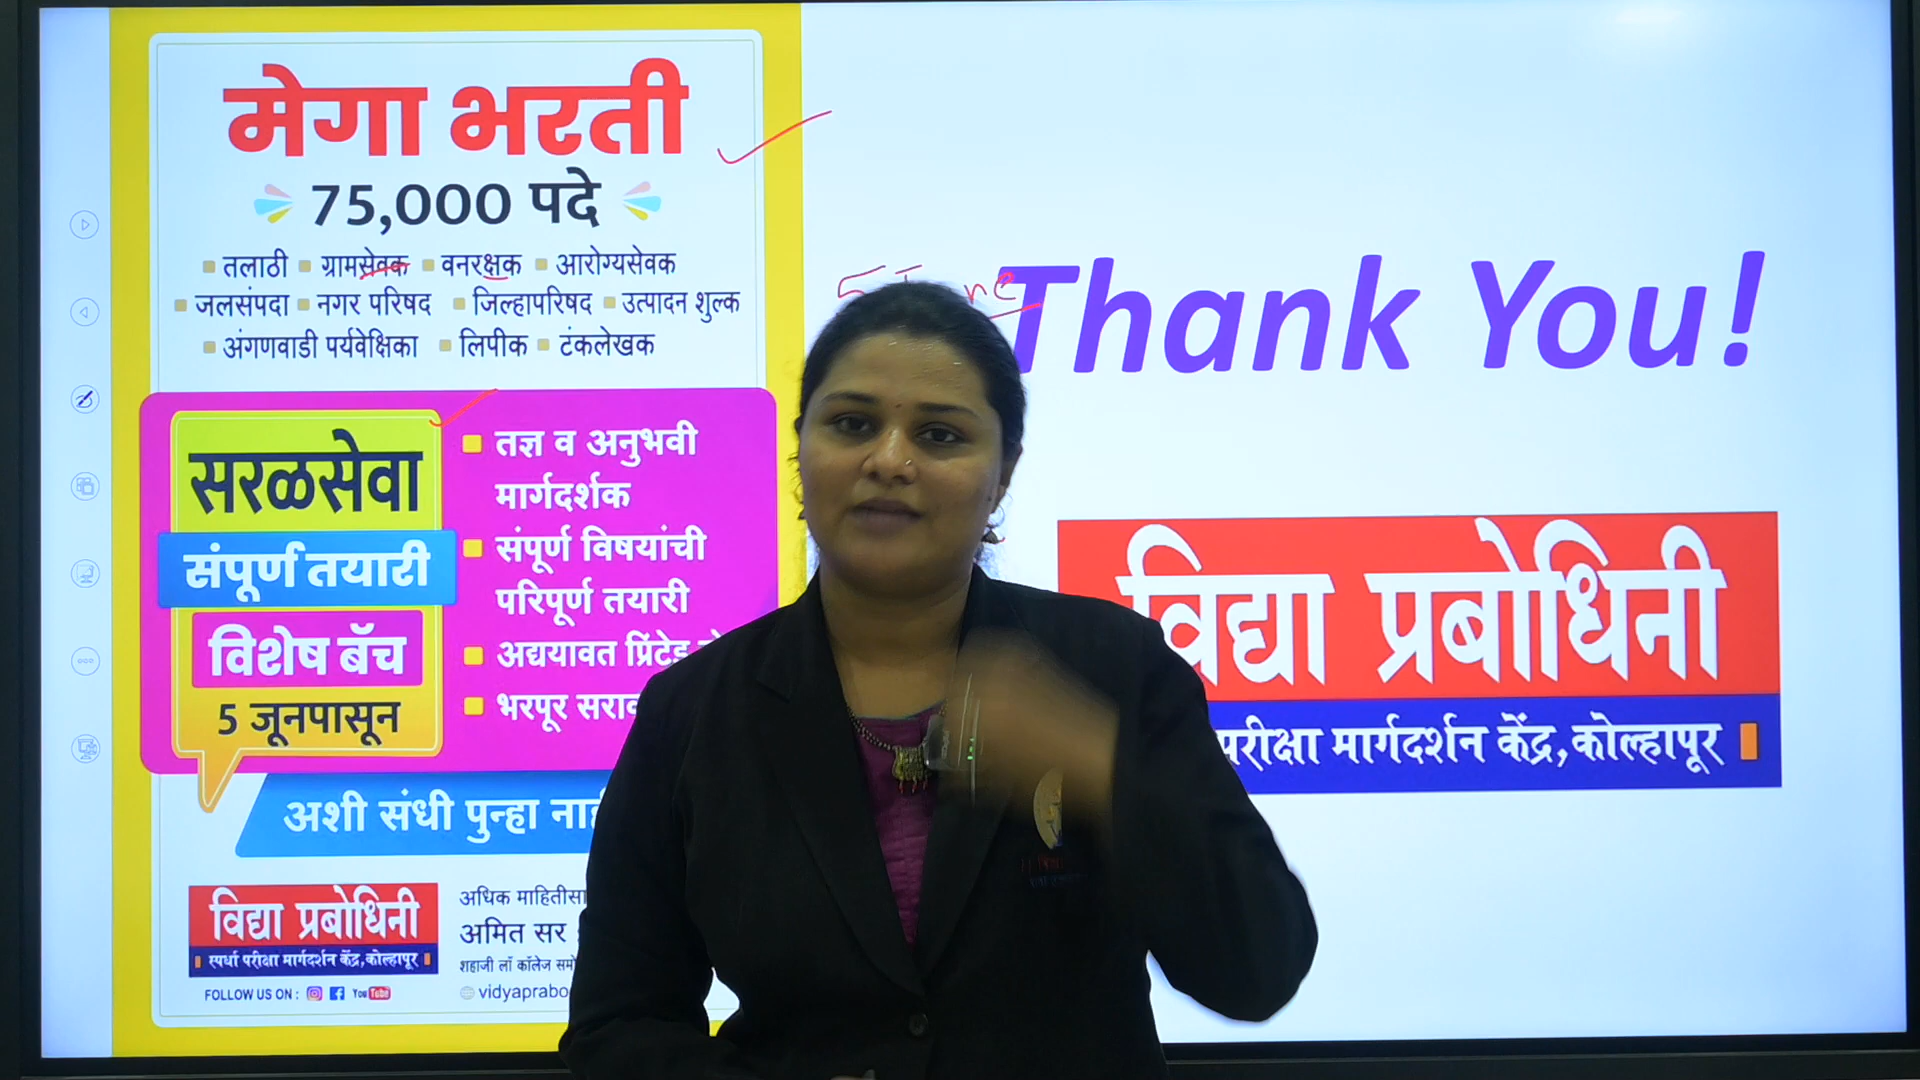 मेगा भरती
75,000 पदे
तलाठी ग्रामसेवक वनरक्षक आरोग्यसेवक
जलसंपदा नगर परिषद जिल्हापरिषद उत्पादन शुल्क
अंगणवाडी पर्यवेक्षिका लिपीक टंकलेखक
सरळसेवा
संपूर्ण तयारी
विशेष बॅच
5 जूनपासून
तज्ञ व अनुभवी
मार्गदर्शक
संपूर्ण विषयांची
परिपूर्ण तयारी
अद्ययावत प्रिंटेड
भरपूर
अशी संधी पुन्हा
विद्या प्रबोधिनी
स्पर्धा परीक्षा मार्गदर्शन केंद्र, कोल्हापूर
FOLLOW US ON : YouTube
अधिक
अमित सर
शहाजी लॉ कॉलेज
Thank You!
विद्या प्रबोधिनी
परीक्षा मार्गदर्शन केंद्र, कोल्हापूर